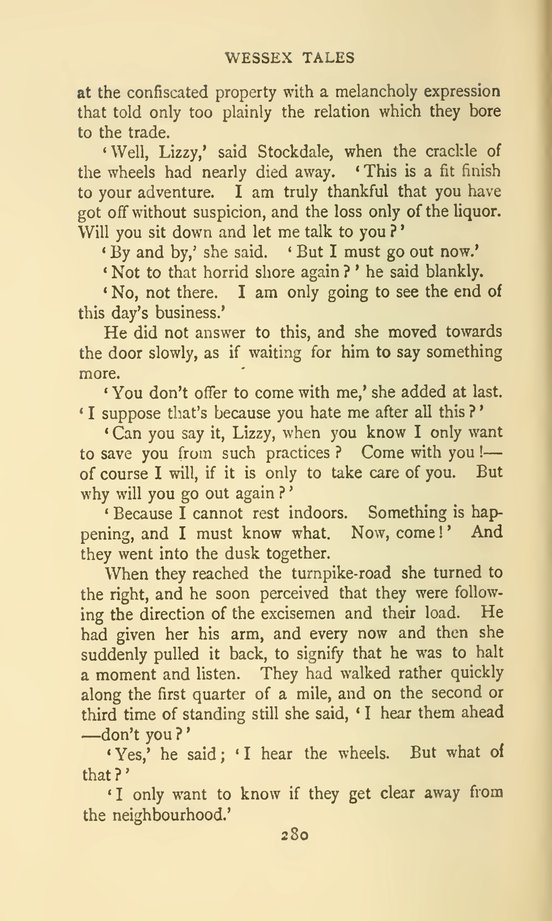 WESSEX TALES
at the confiscated property with a melancholy expression
that told only too plainly the relation which they bore
to the trade.
‘Well, Lizzy,’ said Stockdale, when the crackle of
the wheels had nearly died away. ‘This is a fit finish
to your adventure. I am truly thankful that you have
got off without suspicion, and the loss only of the liquor.
Will you sit down and let me talk to you?’
‘By and by,’ she said. ‘But I must go out now.’
‘Not to that horrid shore again?’ he said blankly.
‘No, not there. I am only going to see the end of
this day’s business.’
He did not answer to this, and she moved towards
the door slowly, as if waiting for him to say something
more.
‘You don’t offer to come with me,’ she added at last.
‘I suppose that’s because you hate me after all this?’
‘Can you say it, Lizzy, when you know I only want
to save you from such practices? Come with you!—
of course I will, if it is only to take care of you. But
why will you go out again?’
‘Because I cannot rest indoors. Something is hap-
pening, and I must know what. Now, come!’ And
they went into the dusk together.
When they reached the turnpike-road she turned to
the right, and he soon perceived that they were follow-
ing the direction of the excisemen and their load. He
had given her his arm, and every now and then she
suddenly pulled it back, to signify that he was to halt
a moment and listen. They had walked rather quickly
along the first quarter of a mile, and on the second or
third time of standing still she said, ‘I hear them ahead
—don’t you?’
‘Yes,’ he said; ‘I hear the wheels. But what of
that?’
‘I only want to know if they get clear away from
the neighbourhood.’
280